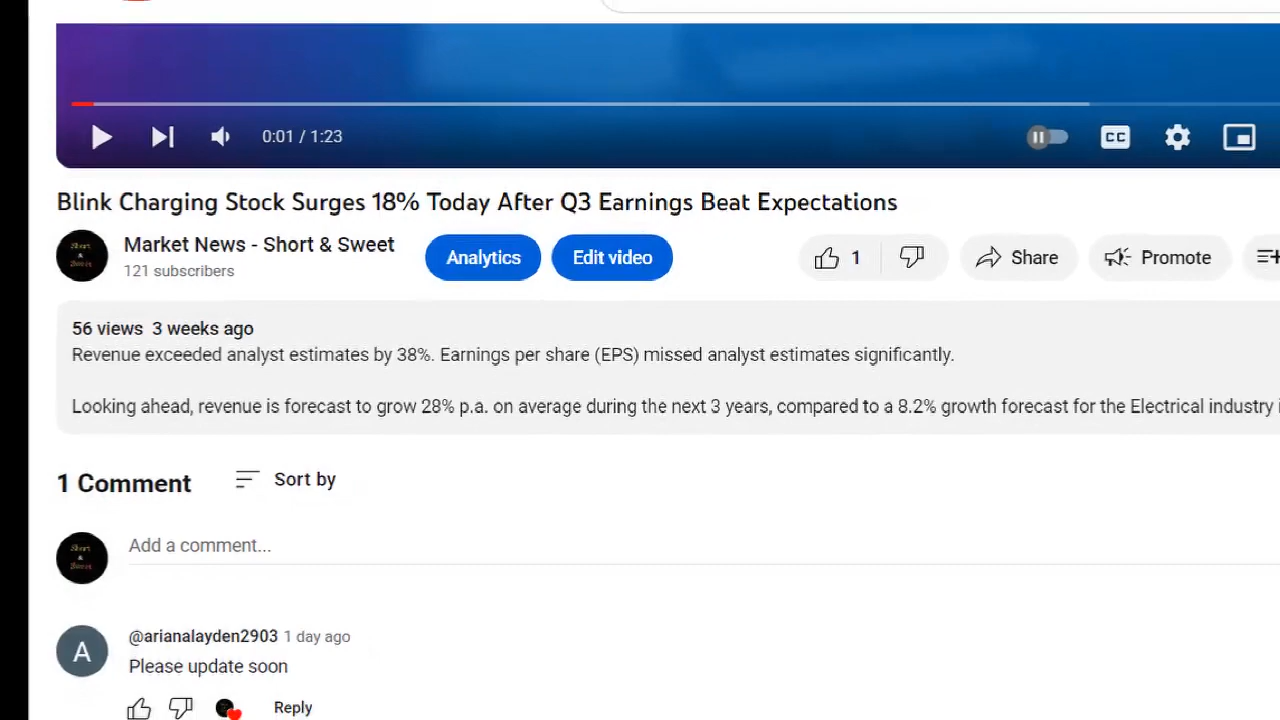 0:01 / 1:23
CC
Blink Charging Stock Surges 18% Today After Q3 Earnings Beat Expectations
Market News - Short & Sweet
121 subscribers
Analytics
Edit video
1
Share
Promote
56 views 3 weeks ago
Revenue exceeded analyst estimates by 38%. Earnings per share (EPS) missed analyst estimates significantly.
Looking ahead, revenue is forecast to grow 28% p.a. on average during the next 3 years, compared to a 8.2% growth forecast for the Electrical industry i
1 Comment
Sort by
Short
&
Sweet
Add a comment...
A
@arianalayden2903 1 day ago
Please update soon
Reply